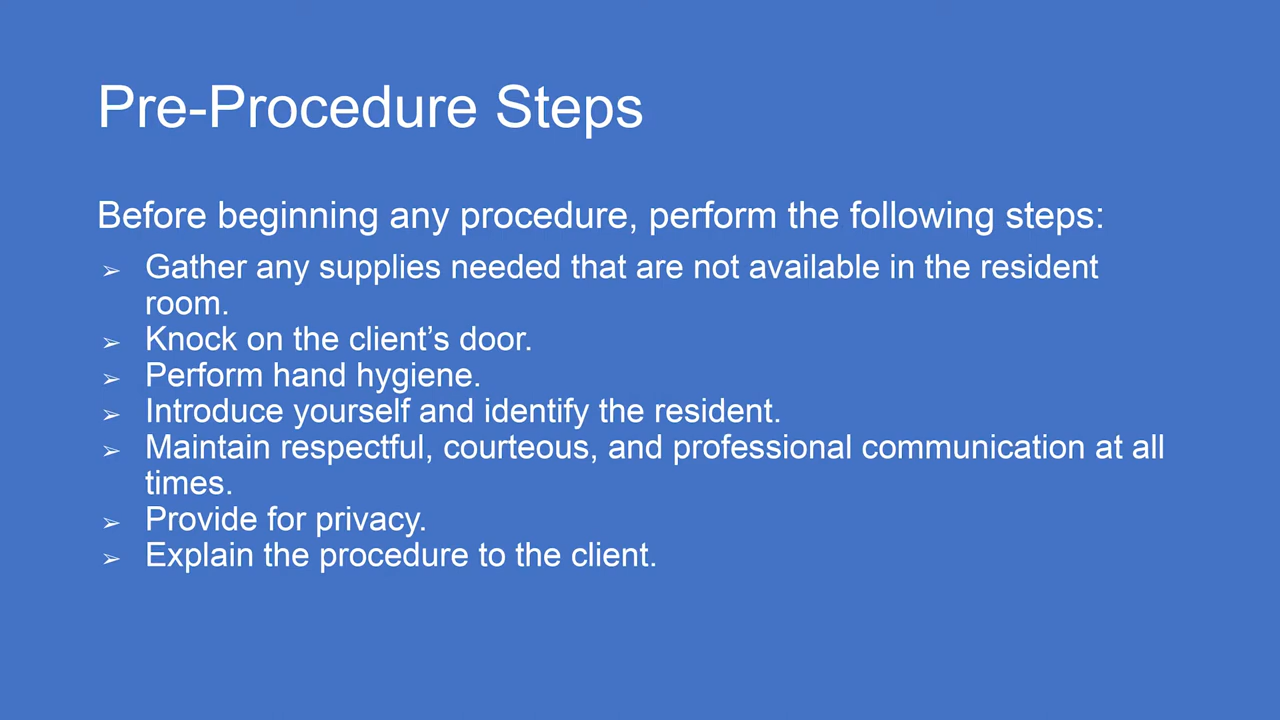 Pre-Procedure Steps
Before beginning any procedure, perform the following steps:
➢ Gather any supplies needed that are not available in the resident
room.
➢ Knock on the client’s door.
➢ Perform hand hygiene.
➢ Introduce yourself and identify the resident.
➢ Maintain respectful, courteous, and professional communication at all
times.
➢ Provide for privacy.
➢ Explain the procedure to the client.